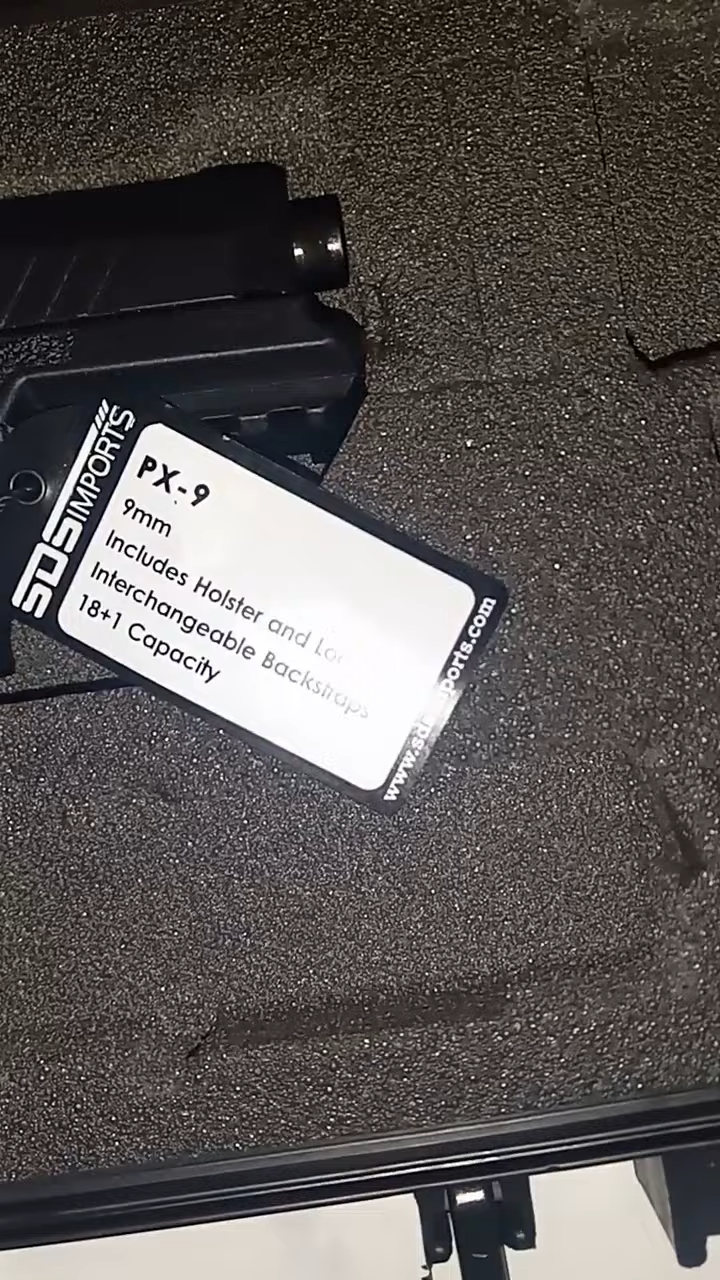 SDS IMPORTS
PX-9
9mm
Includes Holster and
Interchangeable Backstraps
18+1 Capacity